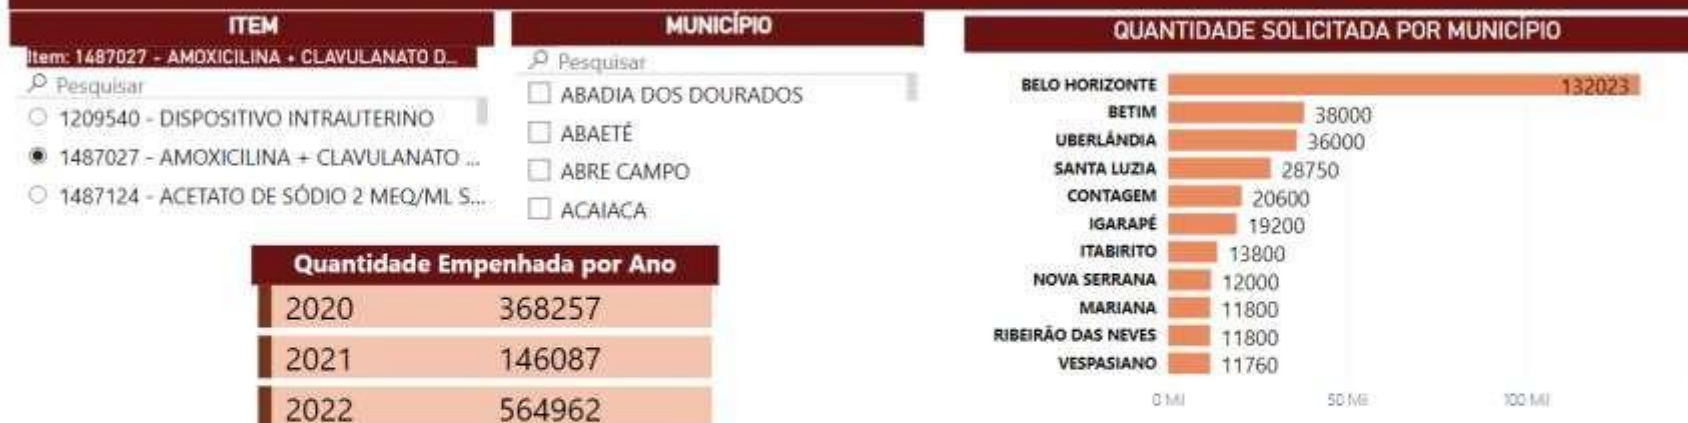 ITEM
Item: 1487027 - AMOXICILINA + CLAVULANATO D...
Pesquisar
1209540 - DISPOSITIVO INTRAUTERINO
1487027 - AMOXICILINA + CLAVULANATO ...
1487124 - ACETATO DE SÓDIO 2 MEQ/ML S...
MUNICÍPIO
Pesquisar
ABADIA DOS DOURADOS
ABAETÉ
ABRE CAMPO
ACAIACA
Quantidade Empenhada por Ano
2020 368257
2021 146087
2022 564962
QUANTIDADE SOLICITADA POR MUNICÍPIO
BELO HORIZONTE 132023
BETIM 38000
UBERLÂNDIA 36000
SANTA LUZIA 28750
CONTAGEM 20600
IGARAPÉ 19200
ITABIRITO 13800
NOVA SERRANA 12000
MARIANA 11800
RIBEIRÃO DAS NEVES 11800
VESPASIANO 11760
0 Mil 50 Mil 100 Mil